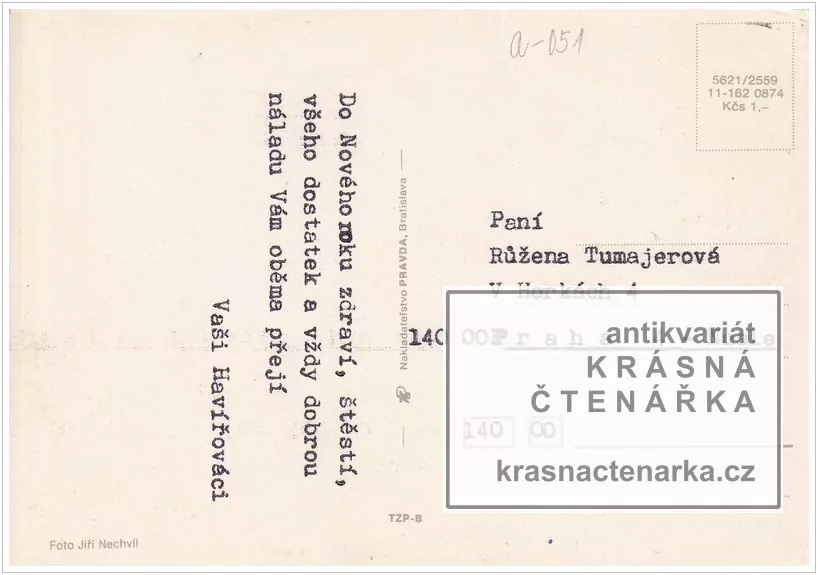 a-051
5621/2559
11-162 0874
Kčs 1,–
Do Nového roku zdraví, štěstí,
všeho dostatek a vždy dobrou
náladu Vám oběma přejí
Vaši Havířováci
Nakladatelstvo PRAVDA, Bratislava
Paní
Růžena Tumajerová
V Horkách 4
140 00 Praha
140 00
antikvariát
KRÁSNÁ
ČTENÁŘKA
krasnactenarka.cz
TZP-B
Foto Jiří Nechvíl